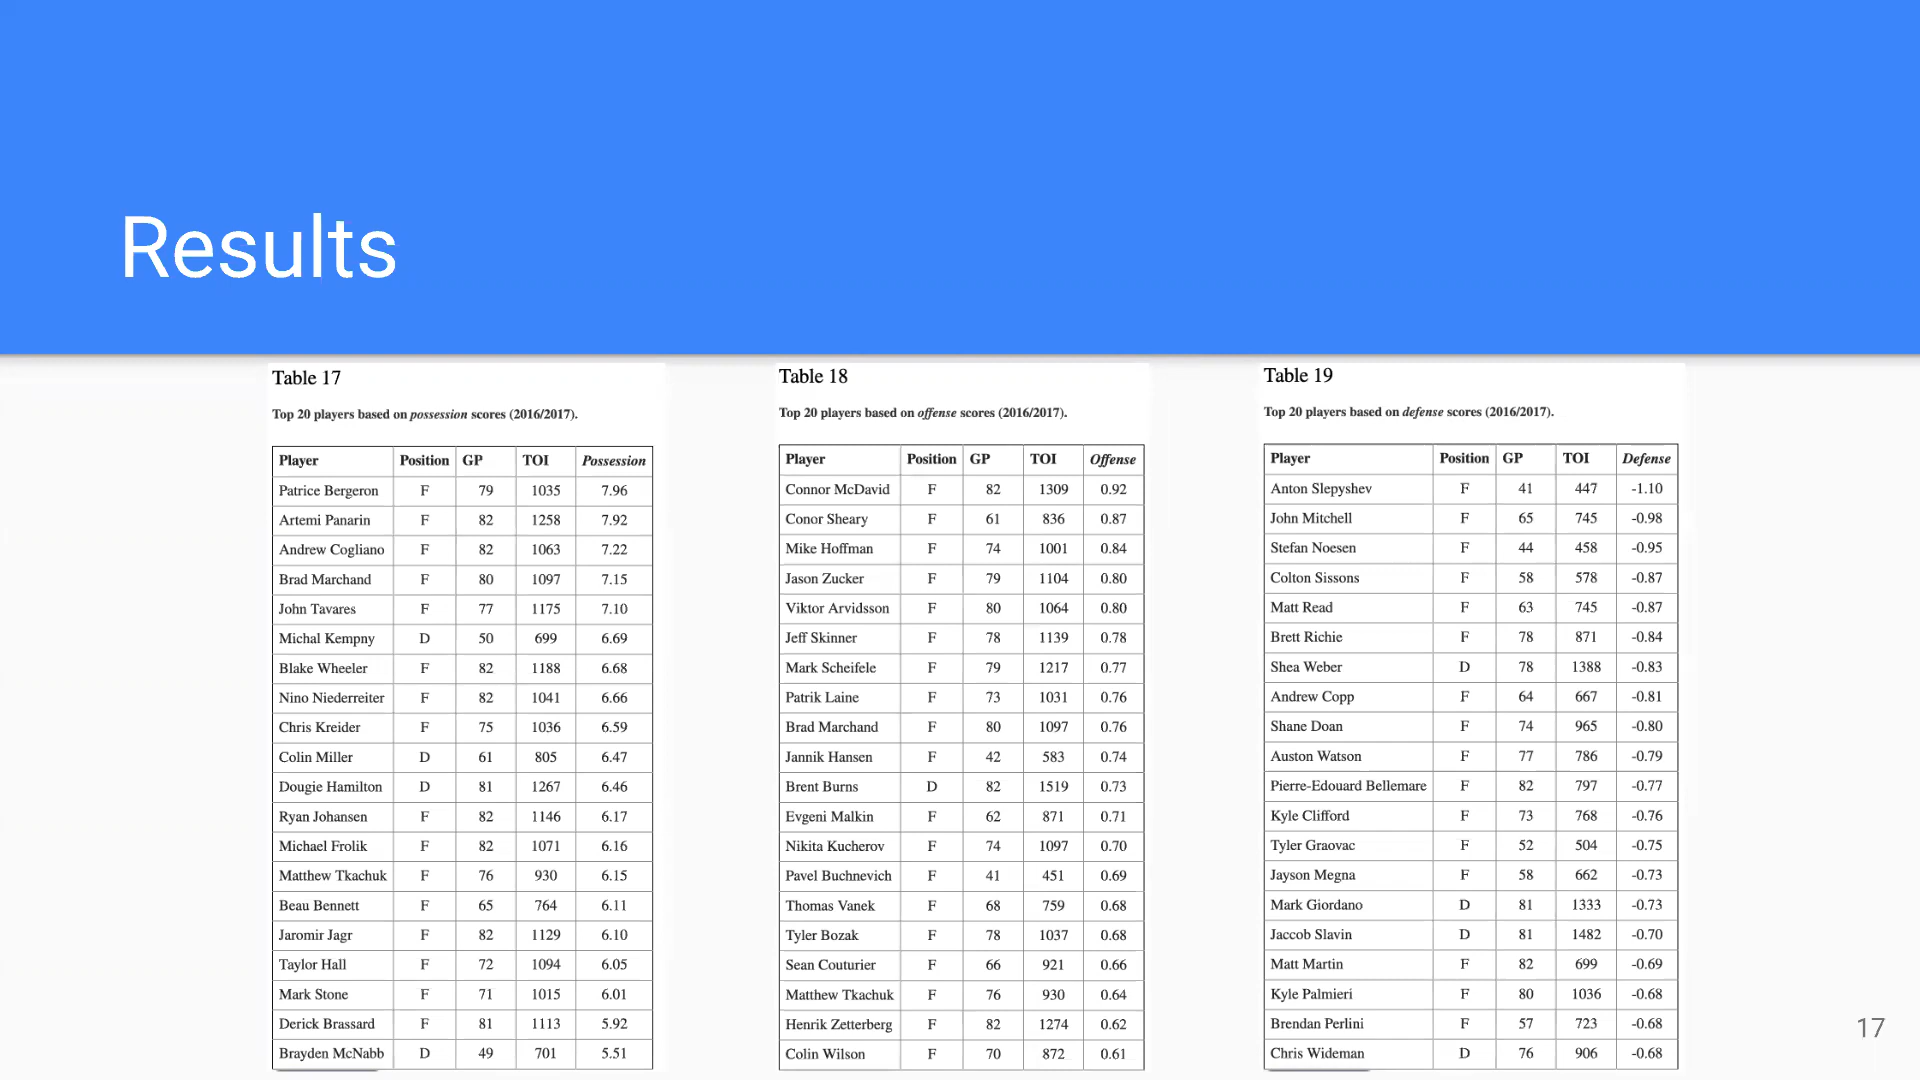 Results
Table 17
Top 20 players based on possession scores (2016/2017).
Player Position GP TOI Possession
Patrice Bergeron F 79 1035 7.96
Artemi Panarin F 82 1258 7.92
Andrew Cogliano F 82 1063 7.22
Brad Marchand F 80 1097 7.15
John Tavares F 77 1175 7.10
Michal Kempny D 50 699 6.69
Blake Wheeler F 82 1188 6.68
Nino Niederreiter F 82 1041 6.66
Chris Kreider F 75 1036 6.59
Colin Miller D 61 805 6.47
Dougie Hamilton D 81 1267 6.46
Ryan Johansen F 82 1146 6.17
Michael Frolik F 82 1071 6.16
Matthew Tkachuk F 76 930 6.15
Beau Bennett F 65 764 6.11
Jaromir Jagr F 82 1129 6.10
Taylor Hall F 72 1094 6.05
Mark Stone F 71 1015 6.01
Derick Brassard F 81 1113 5.92
Brayden McNabb D 49 701 5.51
Table 18
Top 20 players based on offense scores (2016/2017).
Player Position GP TOI Offense
Connor McDavid F 82 1309 0.92
Conor Sheary F 61 836 0.87
Mike Hoffman F 74 1001 0.84
Jason Zucker F 79 1104 0.80
Viktor Arvidsson F 80 1064 0.80
Jeff Skinner F 78 1139 0.78
Mark Scheifele F 79 1217 0.77
Patrik Laine F 73 1031 0.76
Brad Marchand F 80 1097 0.76
Jannik Hansen F 42 583 0.74
Brent Burns D 82 1519 0.73
Evgeni Malkin F 62 871 0.71
Nikita Kucherov F 74 1097 0.70
Pavel Buchnevich F 41 451 0.69
Thomas Vanek F 68 759 0.68
Tyler Bozak F 78 1037 0.68
Sean Couturier F 66 921 0.66
Matthew Tkachuk F 76 930 0.64
Henrik Zetterberg F 82 1274 0.62
Colin Wilson F 70 872 0.61
Table 19
Top 20 players based on defense scores (2016/2017).
Player Position GP TOI Defense
Anton Slepyshev F 41 447 -1.10
John Mitchell F 65 745 -0.98
Stefan Noesen F 44 458 -0.95
Colton Sissons F 58 578 -0.87
Matt Read F 63 745 -0.87
Brett Richie F 78 871 -0.84
Shea Weber D 78 1388 -0.83
Andrew Copp F 64 667 -0.81
Shane Doan F 74 965 -0.80
Auston Watson F 77 786 -0.79
Pierre-Edouard Bellemare F 82 797 -0.77
Kyle Clifford F 73 768 -0.76
Tyler Graovac F 52 504 -0.75
Jayson Megna F 58 662 -0.73
Mark Giordano D 81 1333 -0.73
Jaccob Slavin D 81 1482 -0.70
Matt Martin F 82 699 -0.69
Kyle Palmieri F 80 1036 -0.68
Brendan Perlini F 57 723 -0.68
Chris Wideman D 76 906 -0.68
17